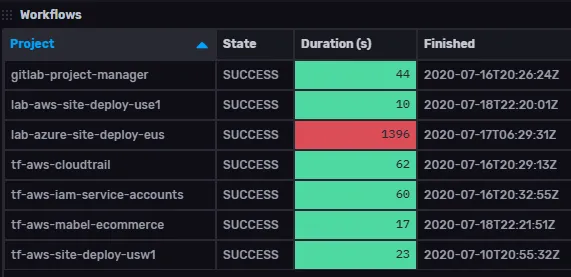 Workflows
Project State Duration (s) Finished
gitlab-project-manager SUCCESS 44 2020-07-16T20:26:24Z
lab-aws-site-deploy-use1 SUCCESS 10 2020-07-18T22:20:01Z
lab-azure-site-deploy-eus SUCCESS 1396 2020-07-17T06:29:31Z
tf-aws-cloudtrail SUCCESS 62 2020-07-16T20:29:13Z
tf-aws-iam-service-accounts SUCCESS 60 2020-07-16T20:32:55Z
tf-aws-mabel-ecommerce SUCCESS 17 2020-07-18T22:21:51Z
tf-aws-site-deploy-usw1 SUCCESS 23 2020-07-10T20:55:32Z